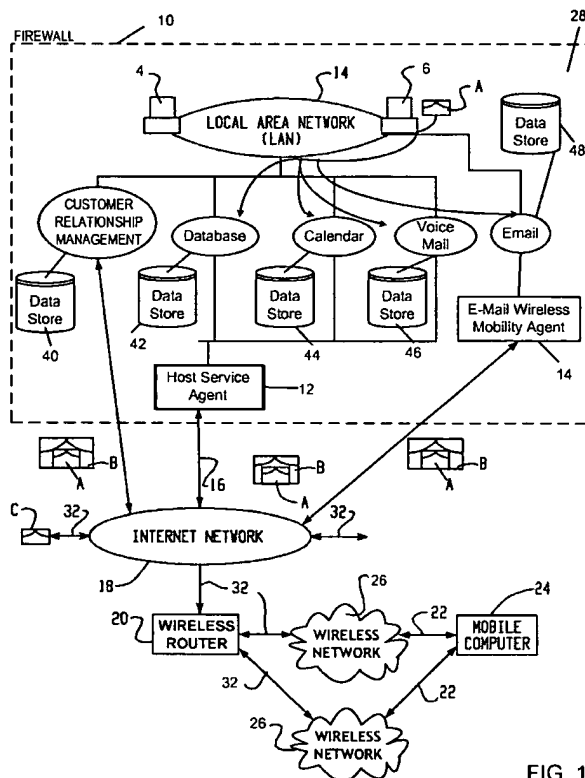 FIREWALL
10
28
4
14
6
A
LOCAL AREA NETWORK
(LAN)
Data
Store
48
CUSTOMER
RELATIONSHIP
MANAGEMENT
Database
Calendar
Voice
Mail
Email
Data
Store
40
Data
Store
42
Data
Store
44
Data
Store
46
E-Mail Wireless
Mobility Agent
14
Host Service
Agent
12
B
A
16
B
A
B
A
C
32
INTERNET NETWORK
32
18
32
20
WIRELESS
ROUTER
32
26
WIRELESS
NETWORK
22
24
MOBILE
COMPUTER
32
22
26
WIRELESS
NETWORK
FIG. 1